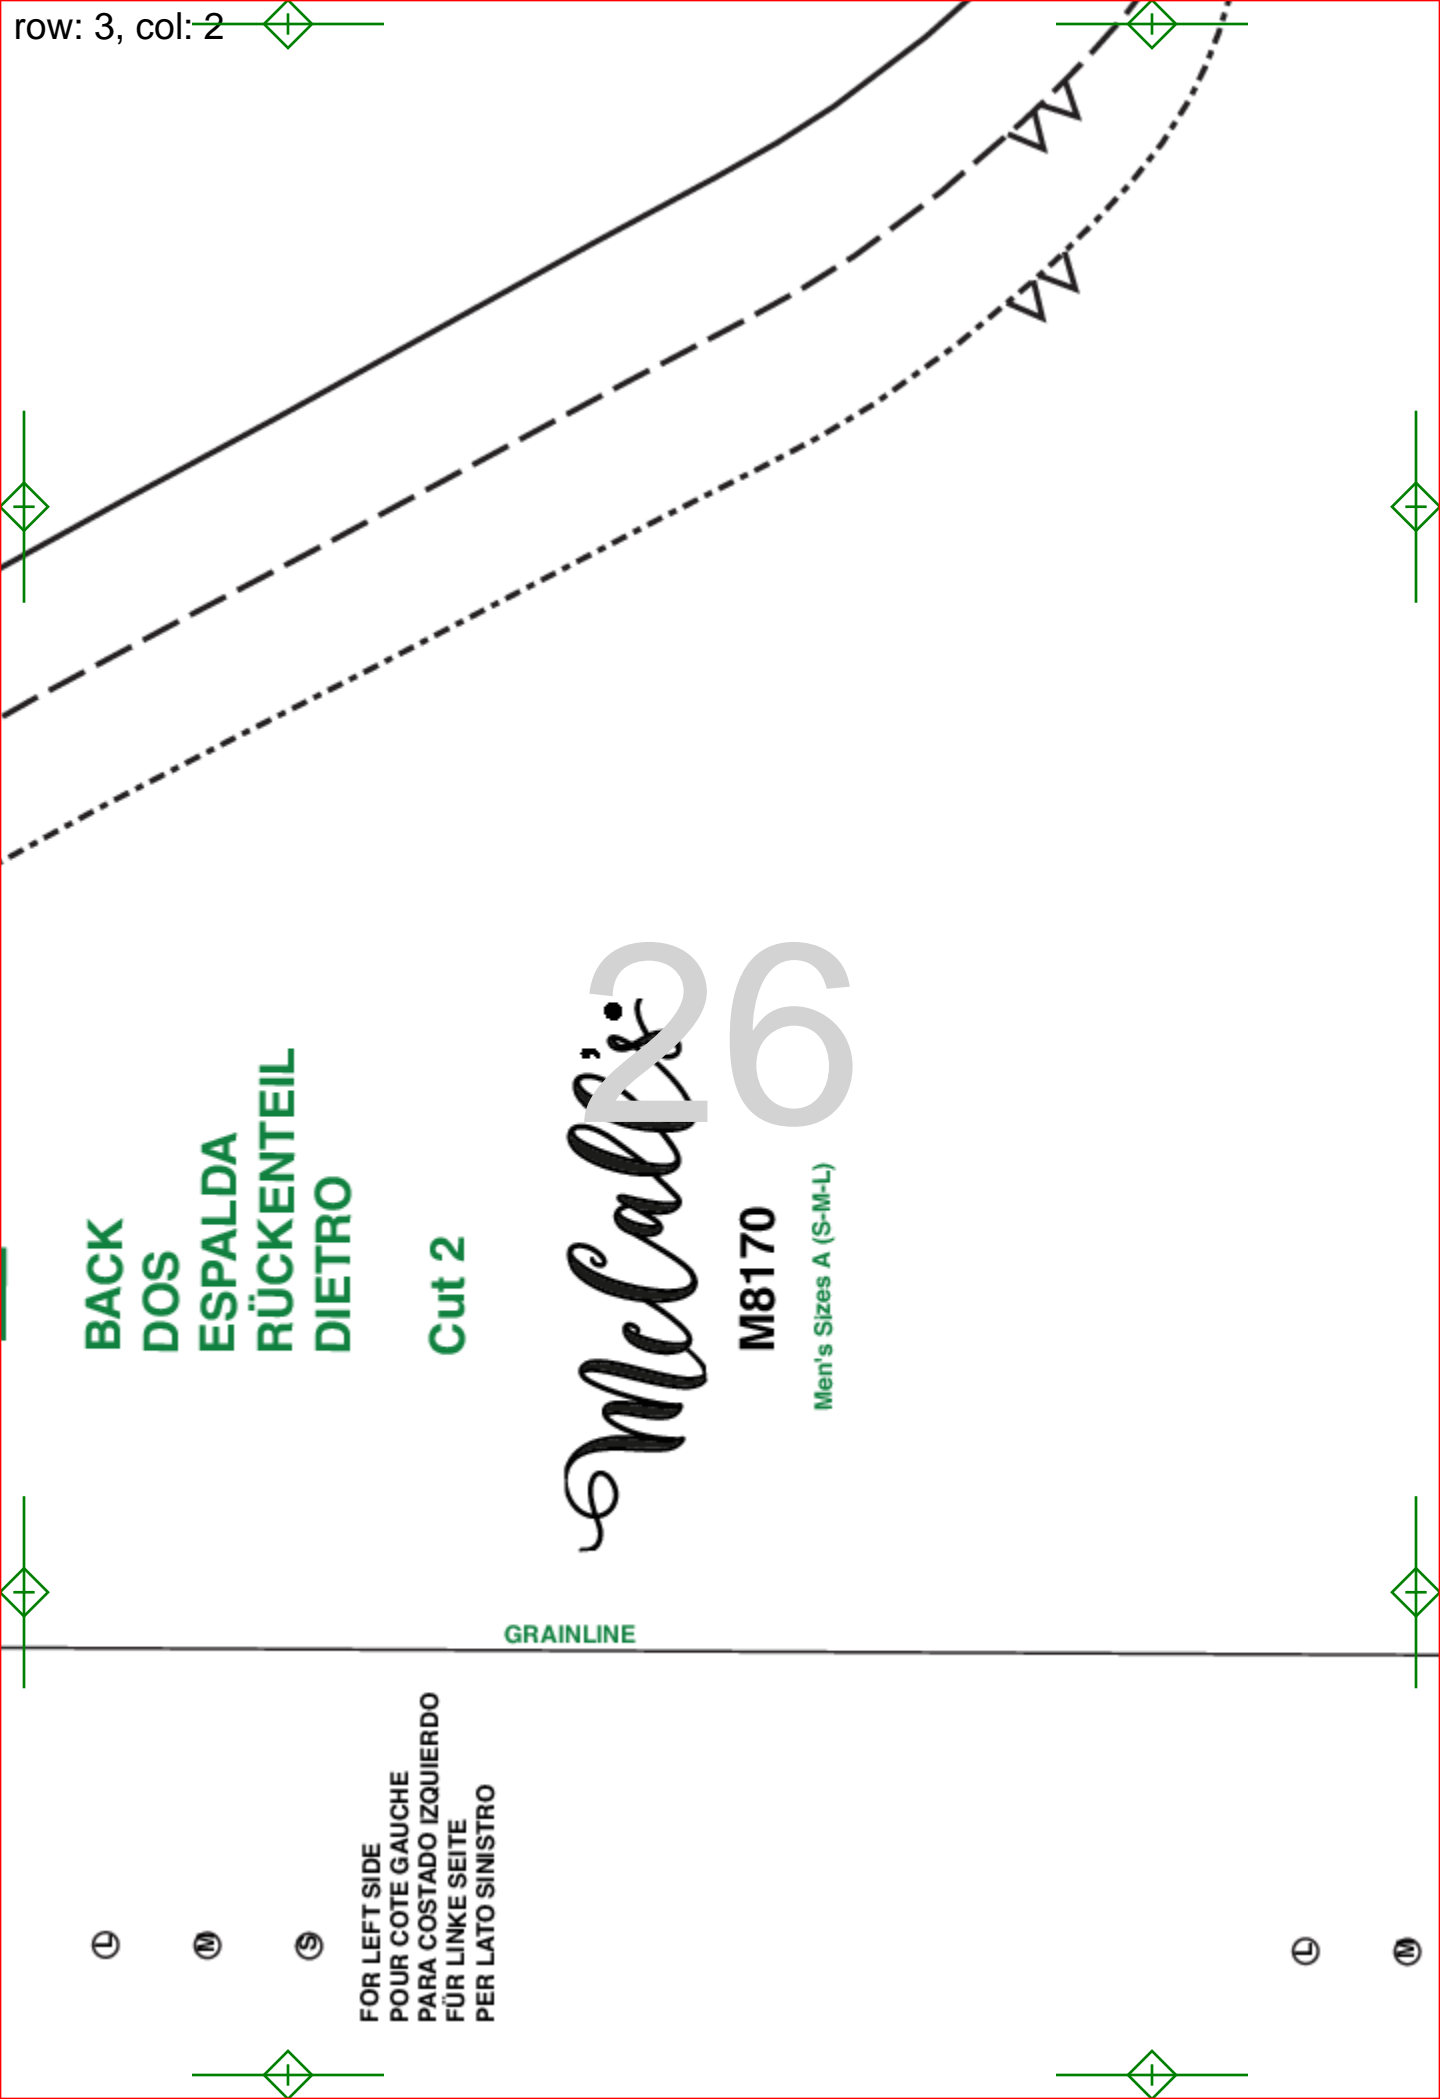 row: 3, col: 2
26
BACK
DOS
ESPALDA
RÜCKENTEIL
DIETRO
Cut 2
McCall's
M8170
Men's Sizes A (S-M-L)
GRAINLINE
FOR LEFT SIDE
POUR COTE GAUCHE
PARA COSTADO IZQUIERDO
FÜR LINKE SEITE
PER LATO SINISTRO
L
M
S
L
M